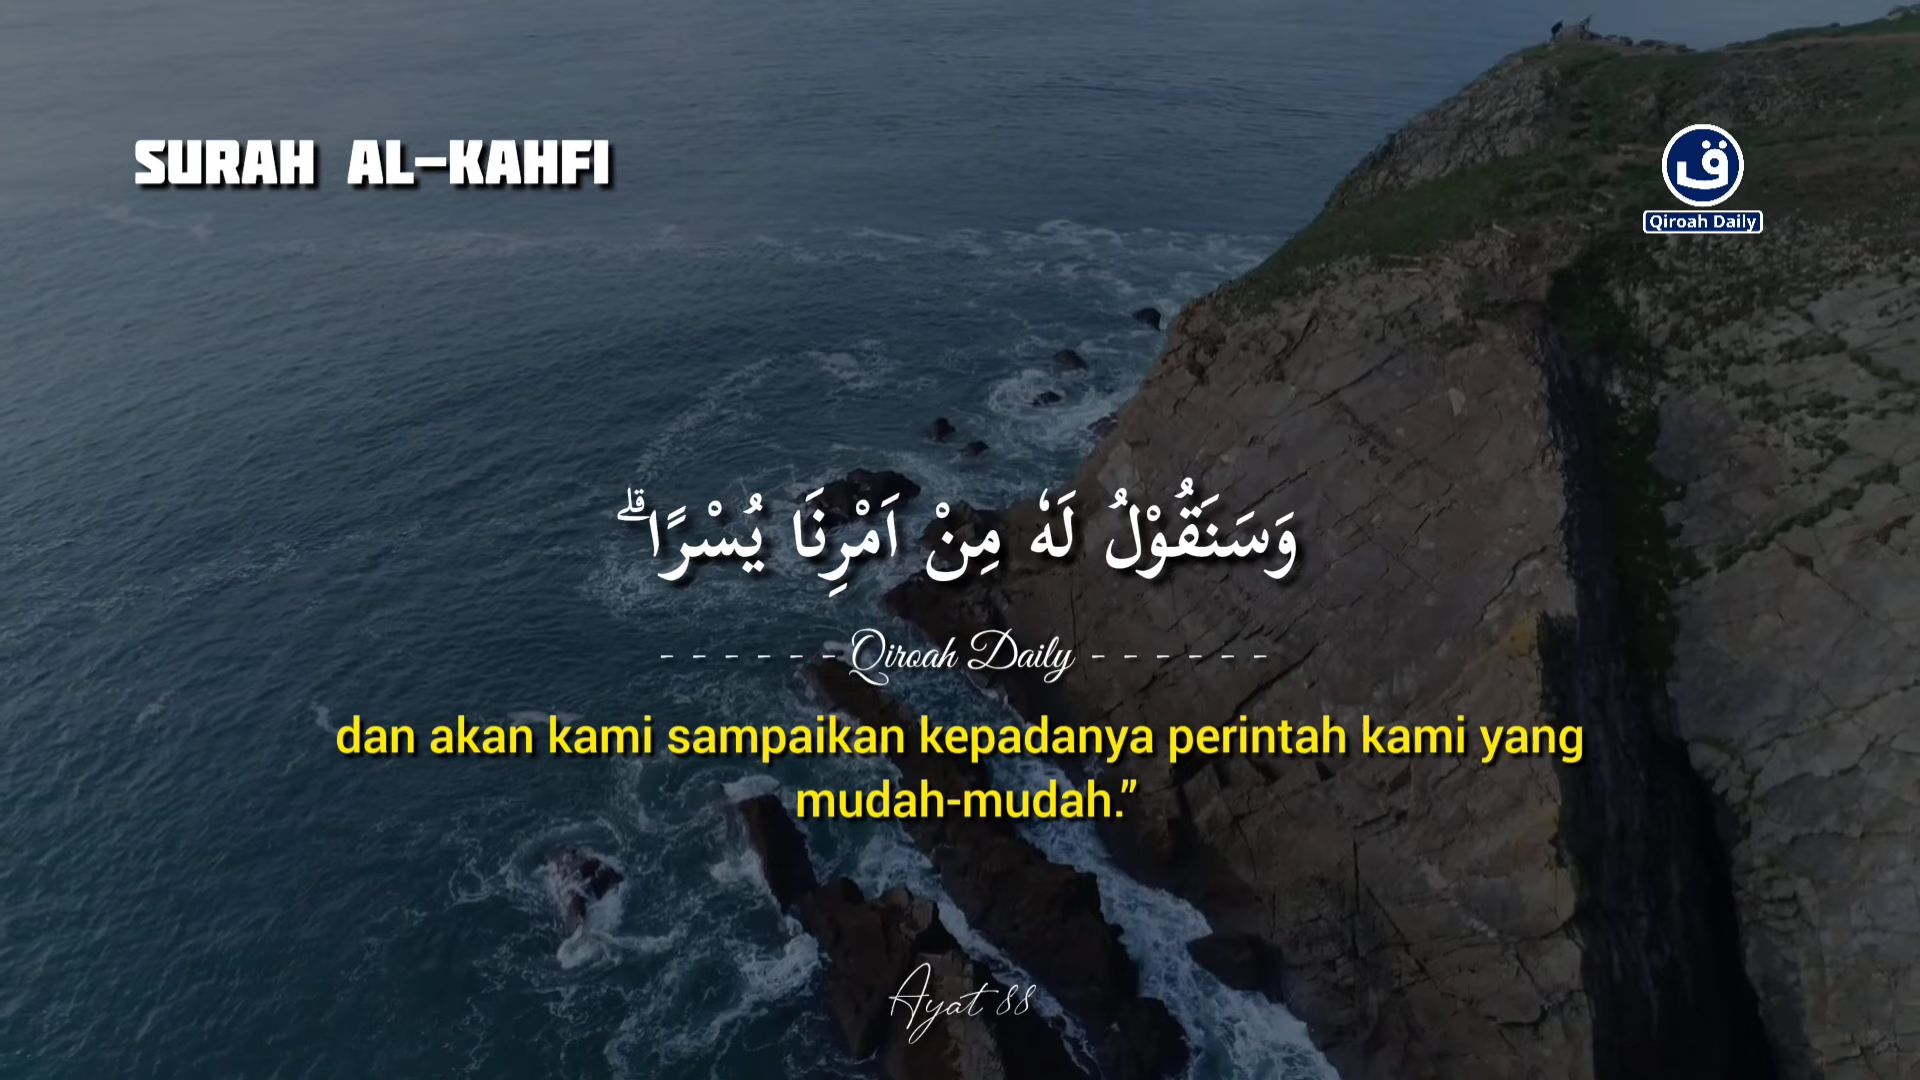 SURAH AL-KAHFI
ق
Qiroah Daily
وَسَنَقُوْلُ لَهٗ مِنْ اَمْرِنَا يُسْرًا ۗ
- - - - - - Qiroah Daily - - - - - -
dan akan kami sampaikan kepadanya perintah kami yang
mudah-mudah.”
Ayat 88